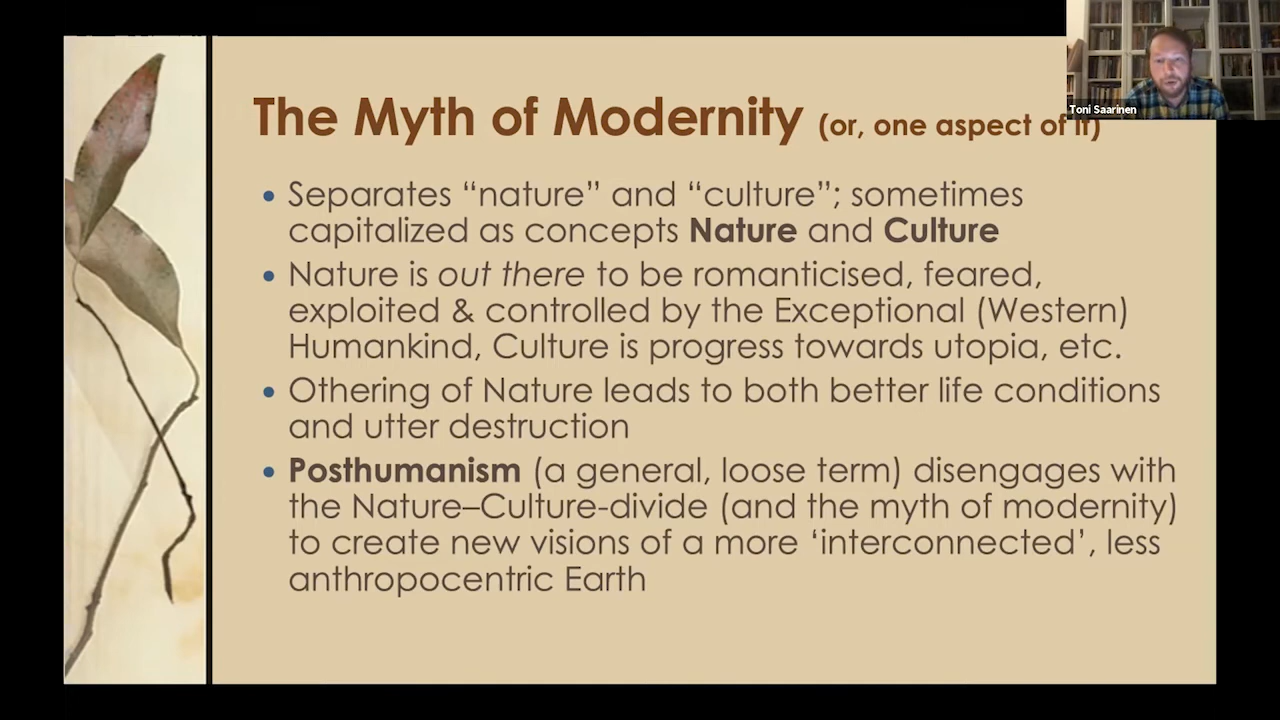 The Myth of Modernity (or, one aspect of it)
Toni Saarinen
• Separates “nature” and “culture”; sometimes
capitalized as concepts Nature and Culture
• Nature is out there to be romanticised, feared,
exploited & controlled by the Exceptional (Western)
Humankind, Culture is progress towards utopia, etc.
• Othering of Nature leads to both better life conditions
and utter destruction
• Posthumanism (a general, loose term) disengages with
the Nature–Culture-divide (and the myth of modernity)
to create new visions of a more ‘interconnected’, less
anthropocentric Earth